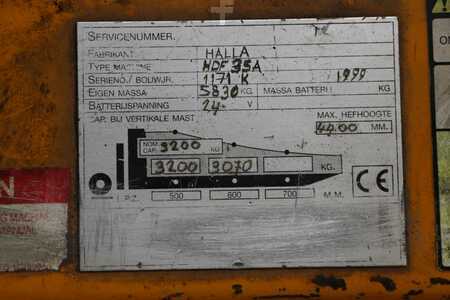 SERVICENUMMER.
FABRIKANT HALLA
TYPE MACHINE HDF 35A
SERIENO./BOUWJR. 1171 K 1999
EIGEN MASSA 5830 KG MASSA BATTERIJ KG
BATTERIJSPANNING 24 V MAX. HEFHOOGTE
CAP. BIJ VERTIKALE MAST 4400 MM.
NOM. CAP. 3200 KG
3200 3070 KG.
500 600 700 M.M.
CE
N
ON